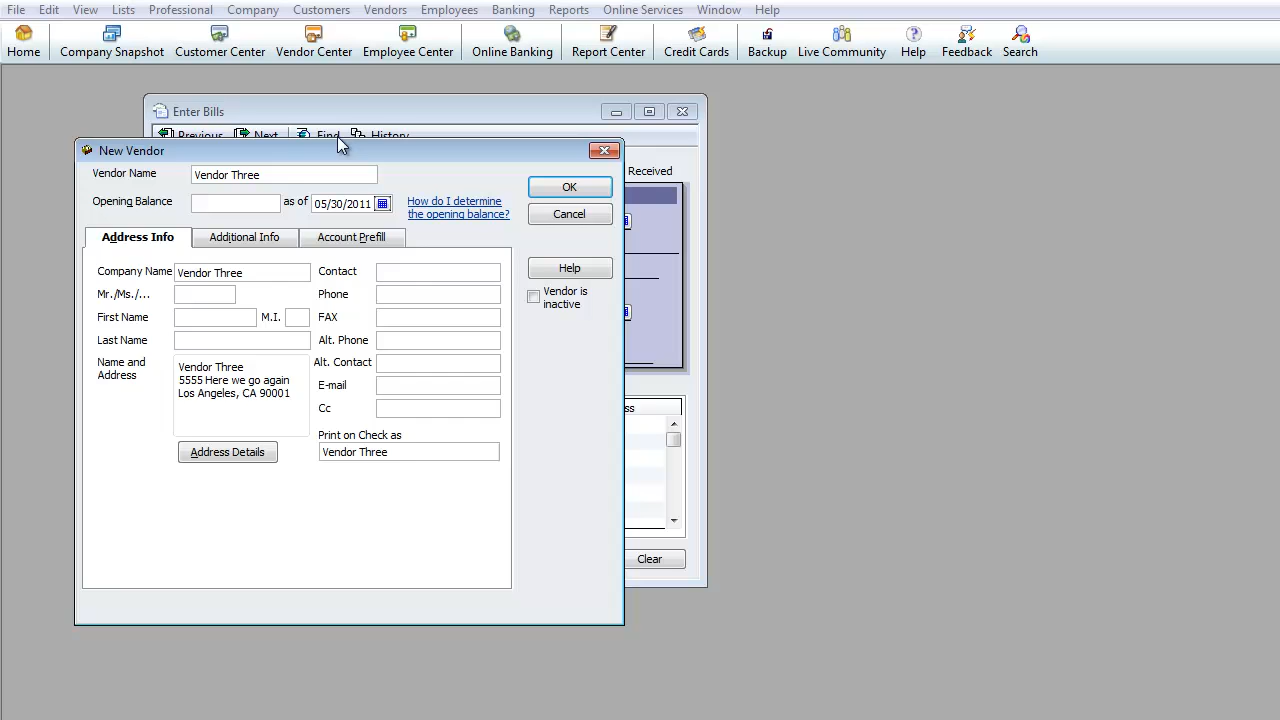 File Edit View Lists Professional Company Customers Vendors Employees Banking Reports Online Services Window Help
Home Company Snapshot Customer Center Vendor Center Employee Center Online Banking Report Center Credit Cards Backup Live Community Help Feedback Search
Enter Bills
Previous Next Find History
New Vendor
Vendor Name Vendor Three
Opening Balance as of 05/30/2011 How do I determine
the opening balance?
OK
Cancel
Help
Vendor is
inactive
Address Info Additional Info Account Prefill
Company Name Vendor Three
Mr./Ms./...
First Name M.I.
Last Name
Name and
Address
Vendor Three
5555 Here we go again
Los Angeles, CA 90001
Address Details
Contact
Phone
FAX
Alt. Phone
Alt. Contact
E-mail
Cc
Print on Check as
Vendor Three
Received
ss
Clear